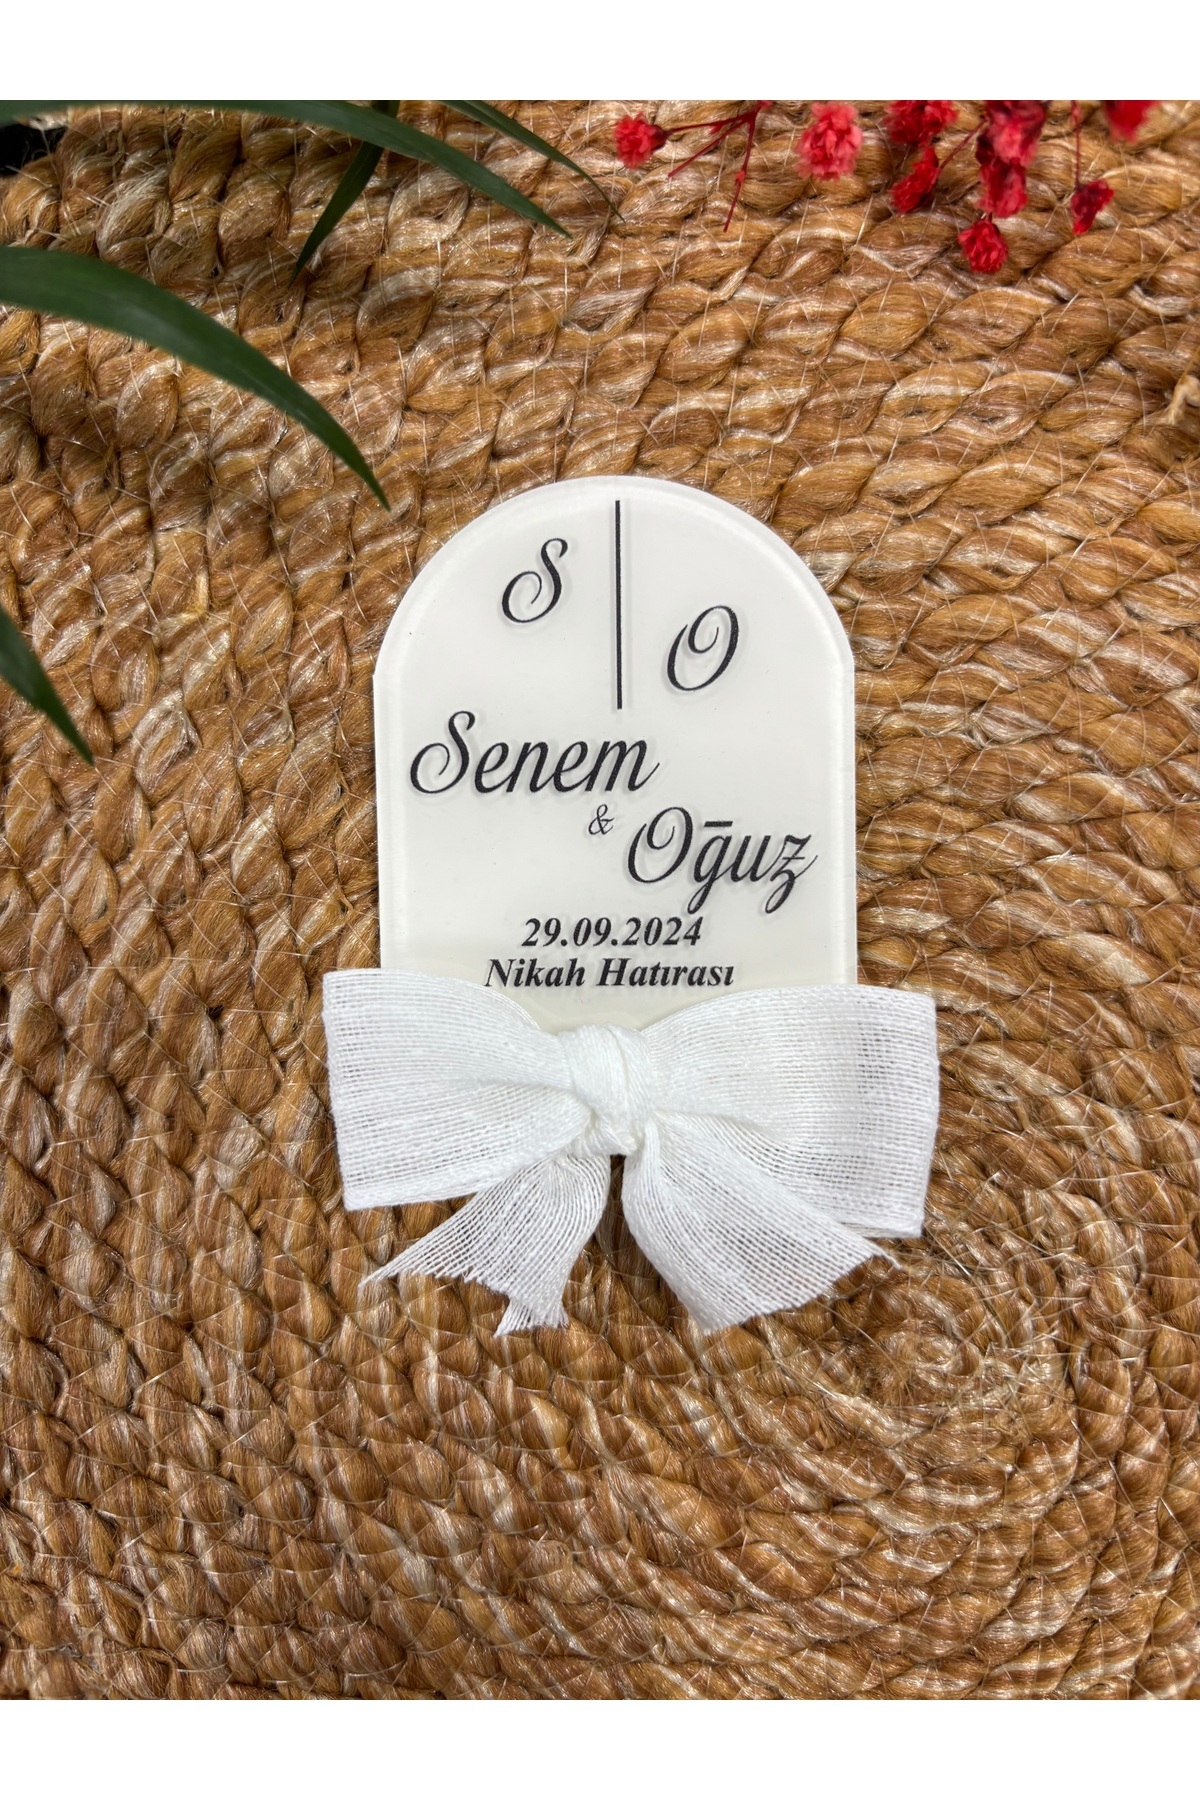 S
O
Senem
&
Oğuz
29.09.2024
Nikah Hatırası